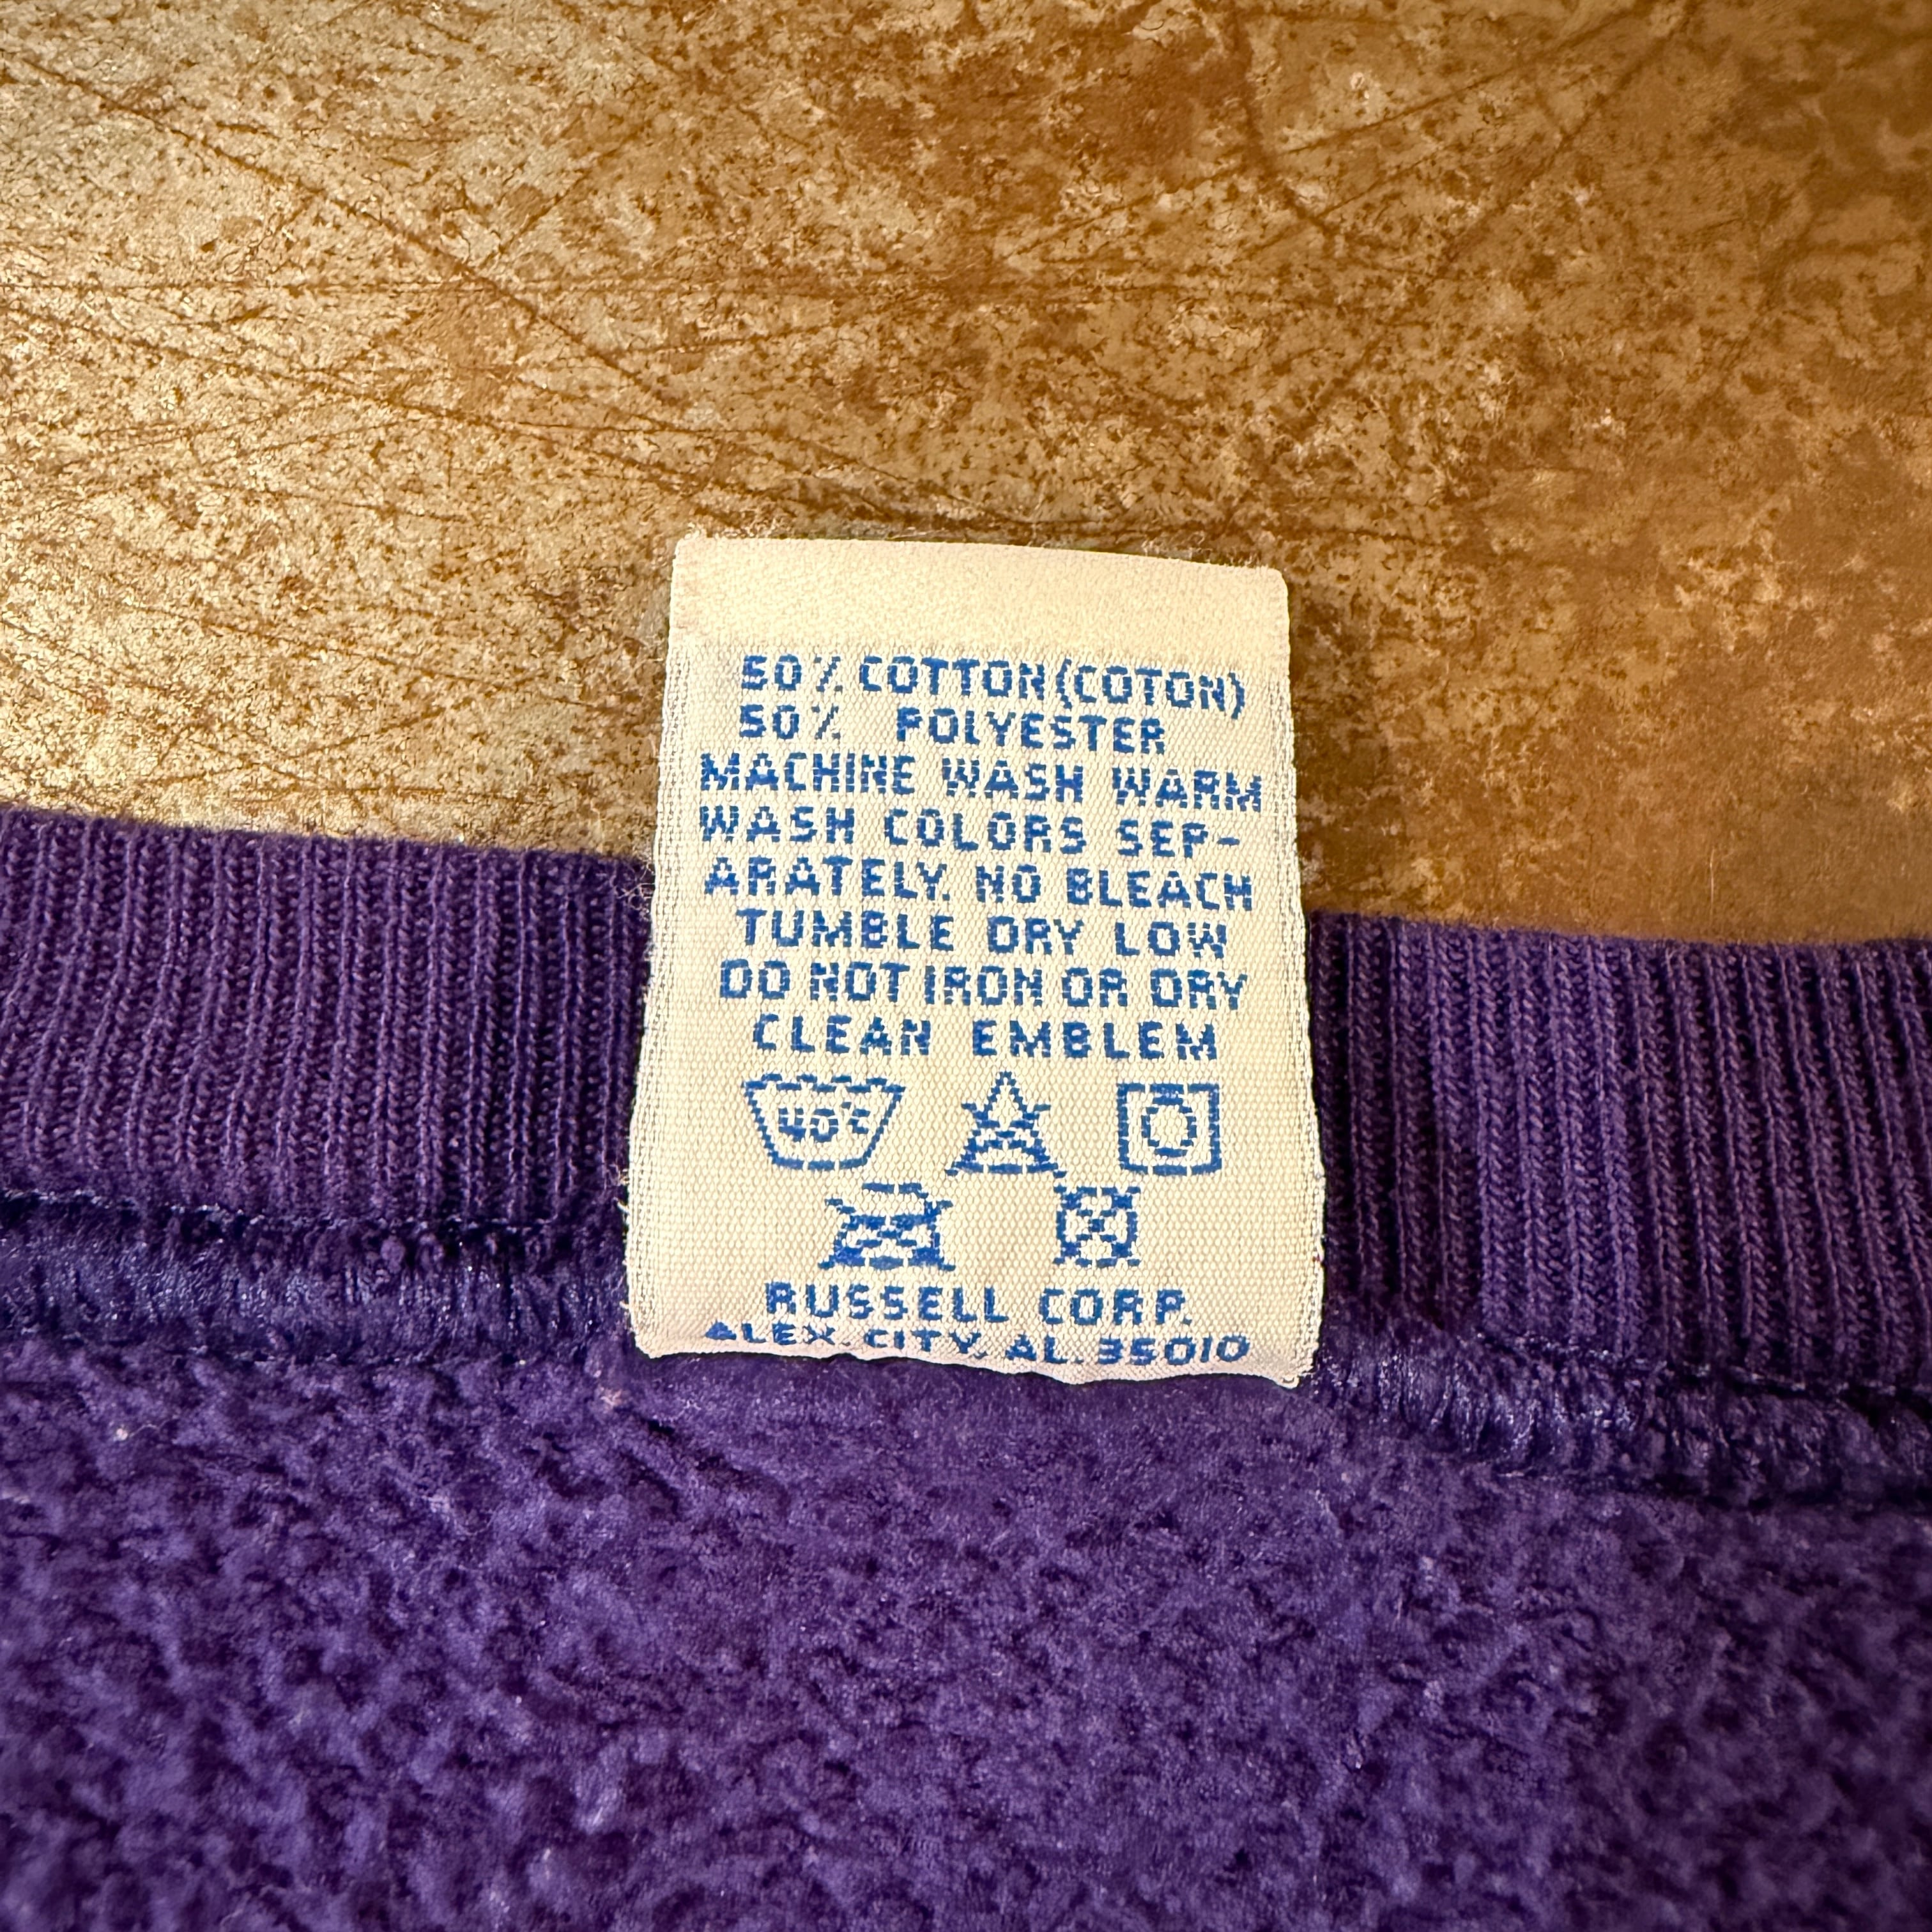 50% COTTON (COTON)
50% POLYESTER
MACHINE WASH WARM
WASH COLORS SEP-
ARATELY. NO BLEACH
TUMBLE DRY LOW
DO NOT IRON OR DRY
CLEAN EMBLEM
40°C
RUSSELL CORP.
ALEX. CITY, AL. 35010